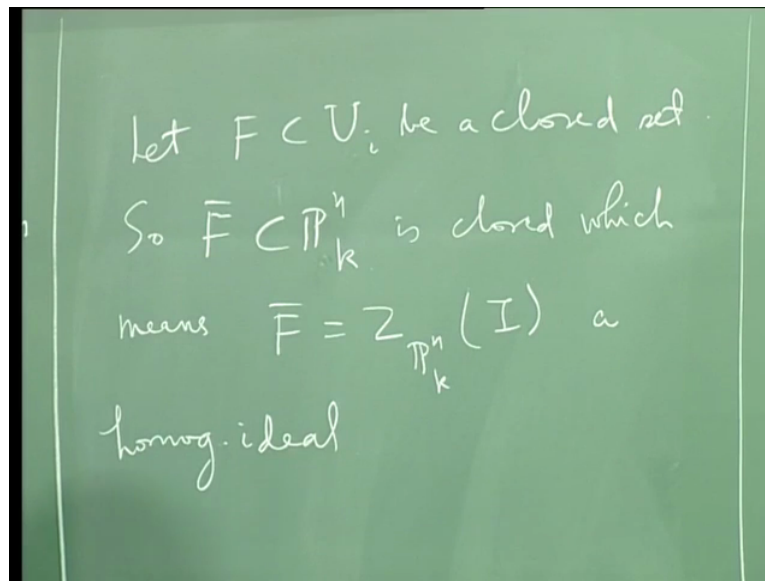 Let F ⊂ U_i be a closed set.
So F̄ ⊂ ℙ^n_k is closed which
means F̄ = Z_{ℙ^n_k}(I) a
homog. ideal